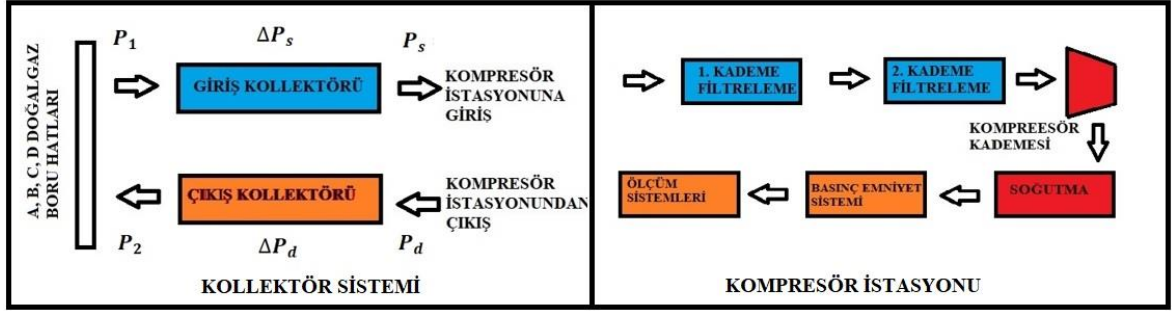 A, B, C, D DOĞALGAZ
BORU HATLARI
P₁
ΔPₛ
Pₛ
GİRİŞ KOLLEKTÖRÜ
KOMPRESÖR
İSTASYONUNA
GİRİŞ
ÇIKIŞ KOLLEKTÖRÜ
KOMPRESÖR
İSTASYONUNDAN
ÇIKIŞ
P₂
ΔP_d
P_d
KOLLEKTÖR SİSTEMİ
1. KADEME
FİLTRELEME
2. KADEME
FİLTRELEME
KOMPREESÖR
KADEMESİ
ÖLÇÜM
SİSTEMLERİ
BASINÇ EMNİYET
SİSTEMİ
SOĞUTMA
KOMPRESÖR İSTASYONU